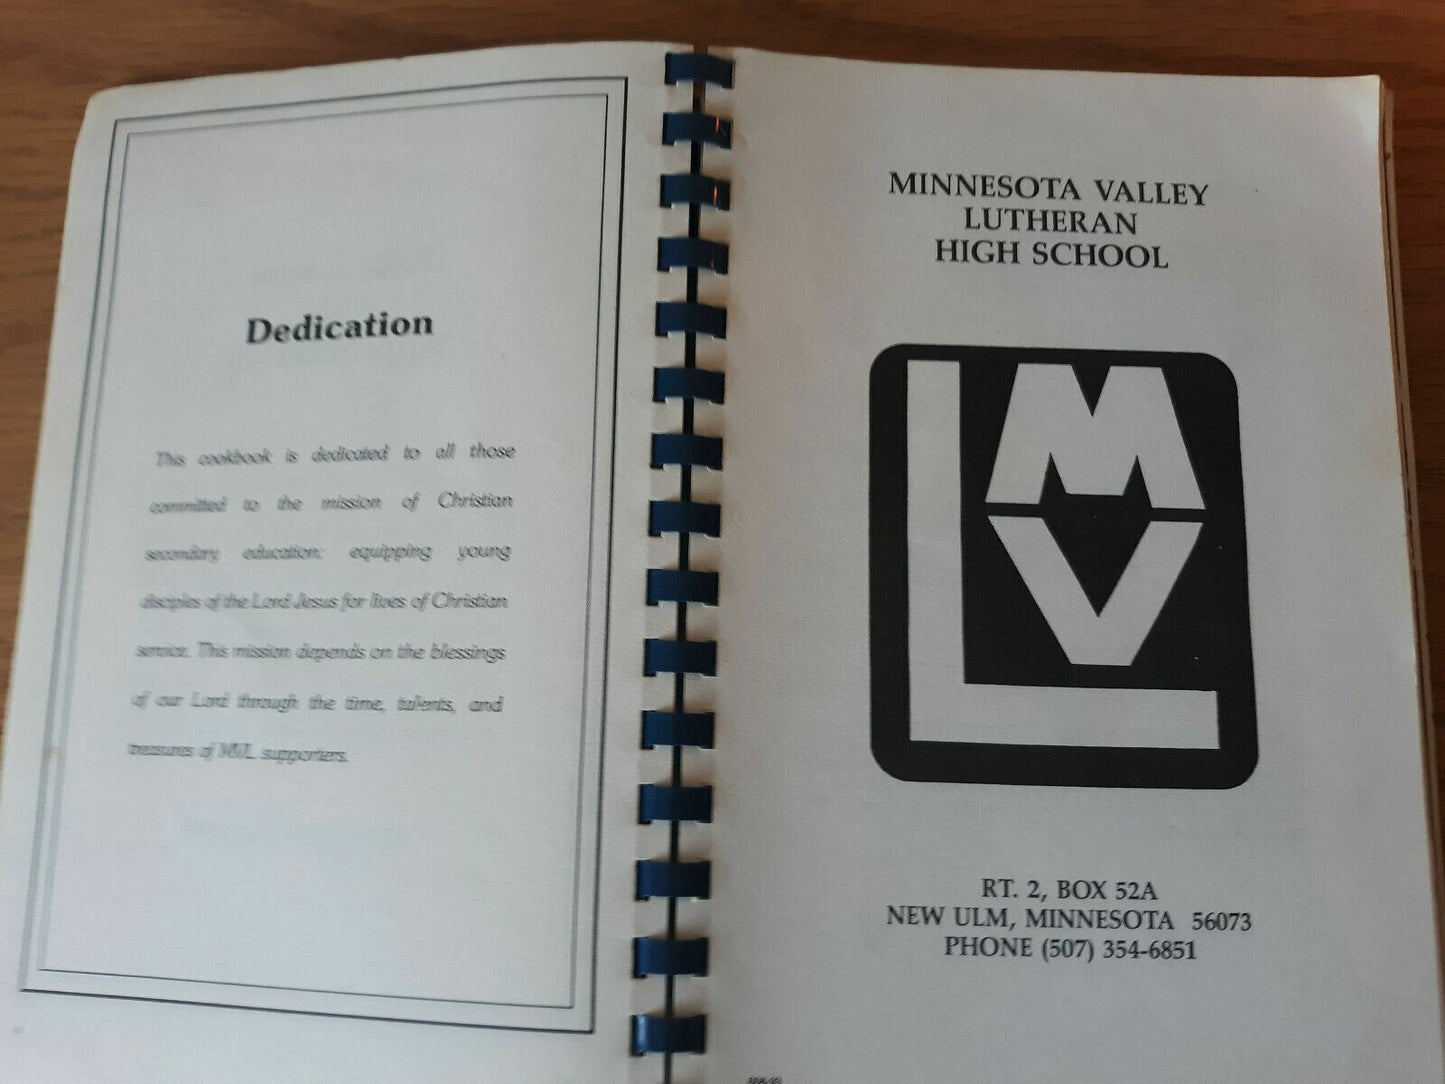 Dedication
This cookbook is dedicated to all those
committed to the mission of Christian
secondary education: equipping young
disciples of the Lord Jesus for lives of Christian
service. This mission depends on the blessings
of our Lord through the time, talents, and
treasures of MVL supporters.
MINNESOTA VALLEY
LUTHERAN
HIGH SCHOOL
M
V
L
RT. 2, BOX 52A
NEW ULM, MINNESOTA 56073
PHONE (507) 354-6851